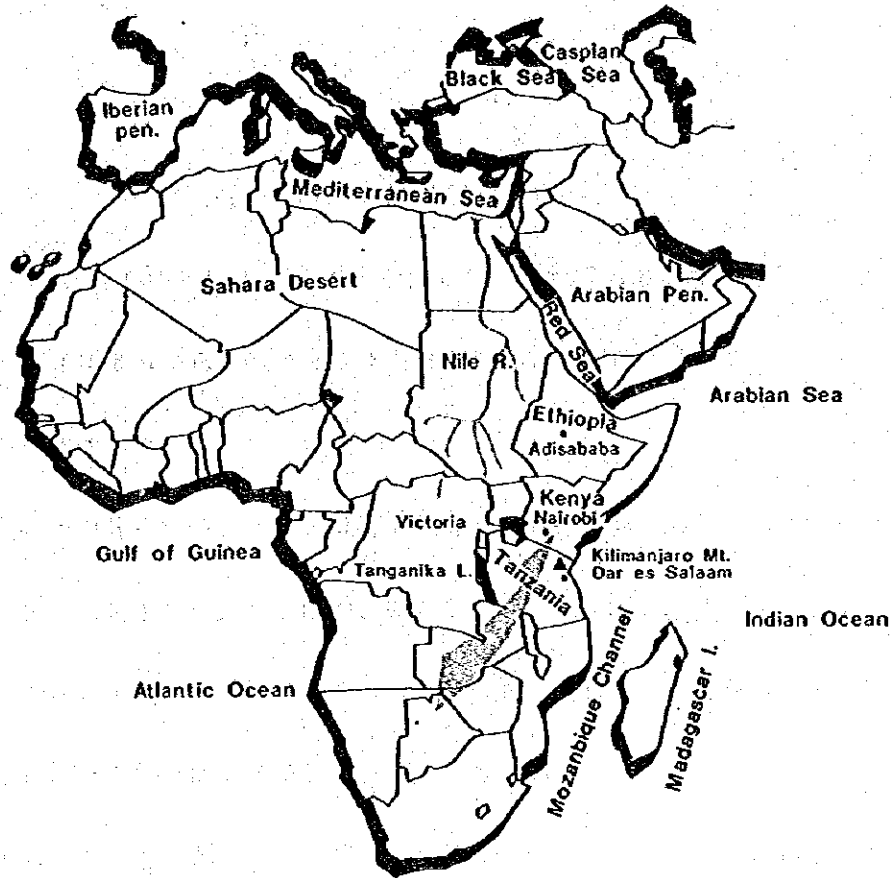 Caspian
Black Sea Sea
Iberian
pen.
Mediterranean Sea
Sahara Desert
Arabian Pen.
Red Sea
Nile R.
Arabian Sea
Ethiopia
Adisababa
Kenya
Victoria
Nairobi
Gulf of Guinea
Kilimanjaro Mt.
Tanganika L.
Dar es Salaam
Tanzania
Indian Ocean
Atlantic Ocean
Mozanbique Channel
Madagascar I.